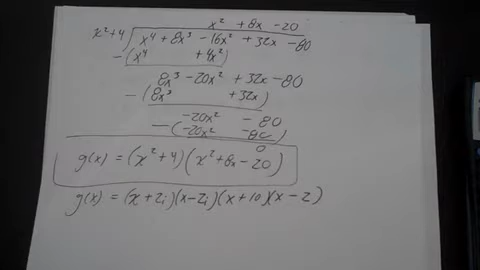 x² + 8x - 20
x² + 4 ) x⁴ + 8x³ - 16x² + 32x - 80
- (x⁴ + 4x²)
8x³ - 20x² + 32x - 80
- (8x³ + 32x)
-20x² - 80
- (-20x² - 80)
0
g(x) = (x² + 4)(x² + 8x - 20)
g(x) = (x + 2i)(x - 2i)(x + 10)(x - 2)